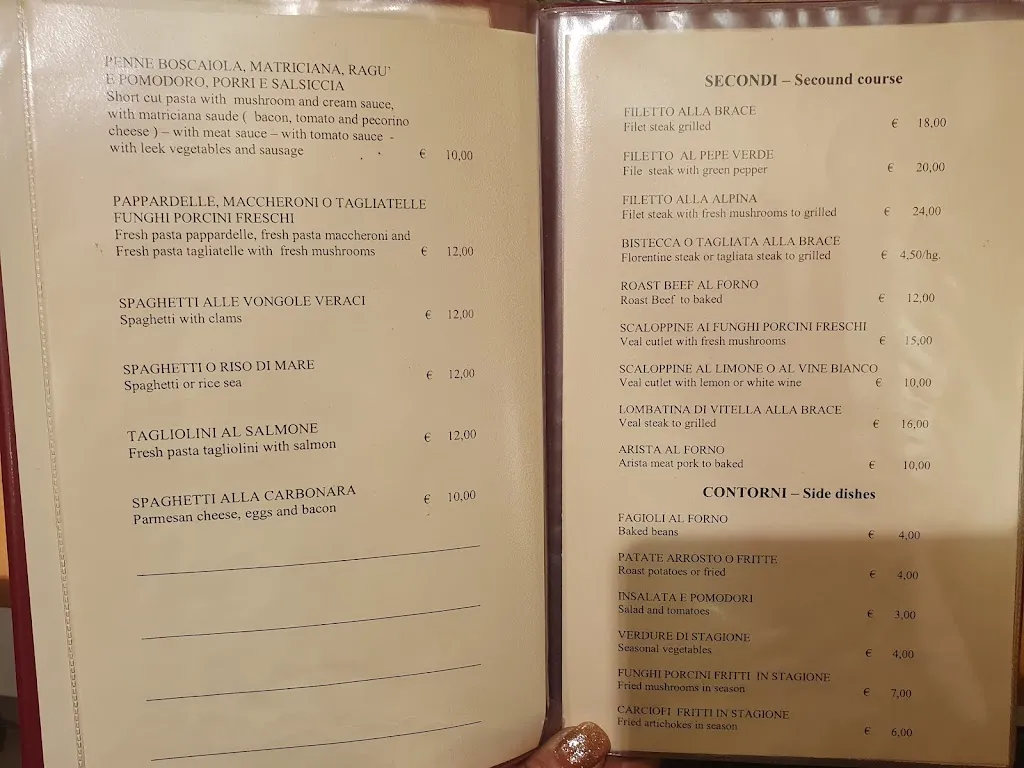 PENNE BOSCAIOLA, MATRICIANA, RAGU'
E POMODORO, PORRI E SALSICCIA
Short cut pasta with mushroom and cream sauce,
with matriciana saude ( bacon, tomato and pecorino
cheese ) – with meat sauce – with tomato sauce -
with leek vegetables and sausage € 10,00
PAPPARDELLE, MACCHERONI O TAGLIATELLE
FUNGHI PORCINI FRESCHI
Fresh pasta pappardelle, fresh pasta maccheroni and
Fresh pasta tagliatelle with fresh mushrooms € 12,00
SPAGHETTI ALLE VONGOLE VERACI
Spaghetti with clams € 12,00
SPAGHETTI O RISO DI MARE
Spaghetti or rice sea € 12,00
TAGLIOLINI AL SALMONE
Fresh pasta tagliolini with salmon € 12,00
SPAGHETTI ALLA CARBONARA
Parmesan cheese, eggs and bacon € 10,00
SECONDI – Secound course
FILETTO ALLA BRACE
Filet steak grilled € 18,00
FILETTO AL PEPE VERDE
File steak with green pepper € 20,00
FILETTO ALLA ALPINA
Filet steak with fresh mushrooms to grilled € 24,00
BISTECCA O TAGLIATA ALLA BRACE
Florentine steak or tagliata steak to grilled € 4,50/hg.
ROAST BEEF AL FORNO
Roast Beef to baked € 12,00
SCALOPPINE AI FUNGHI PORCINI FRESCHI
Veal cutlet with fresh mushrooms € 15,00
SCALOPPINE AL LIMONE O AL VINE BIANCO
Veal cutlet with lemon or white wine € 10,00
LOMBATINA DI VITELLA ALLA BRACE
Veal steak to grilled € 16,00
ARISTA AL FORNO
Arista meat pork to baked € 10,00
CONTORNI – Side dishes
FAGIOLI AL FORNO
Baked beans € 4,00
PATATE ARROSTO O FRITTE
Roast potatoes or fried € 4,00
INSALATA E POMODORI
Salad and tomatoes € 3,00
VERDURE DI STAGIONE
Seasonal vegetables € 4,00
FUNGHI PORCINI FRITTI IN STAGIONE
Fried mushrooms in season € 7,00
CARCIOFI FRITTI IN STAGIONE
Fried artichokes in season € 6,00